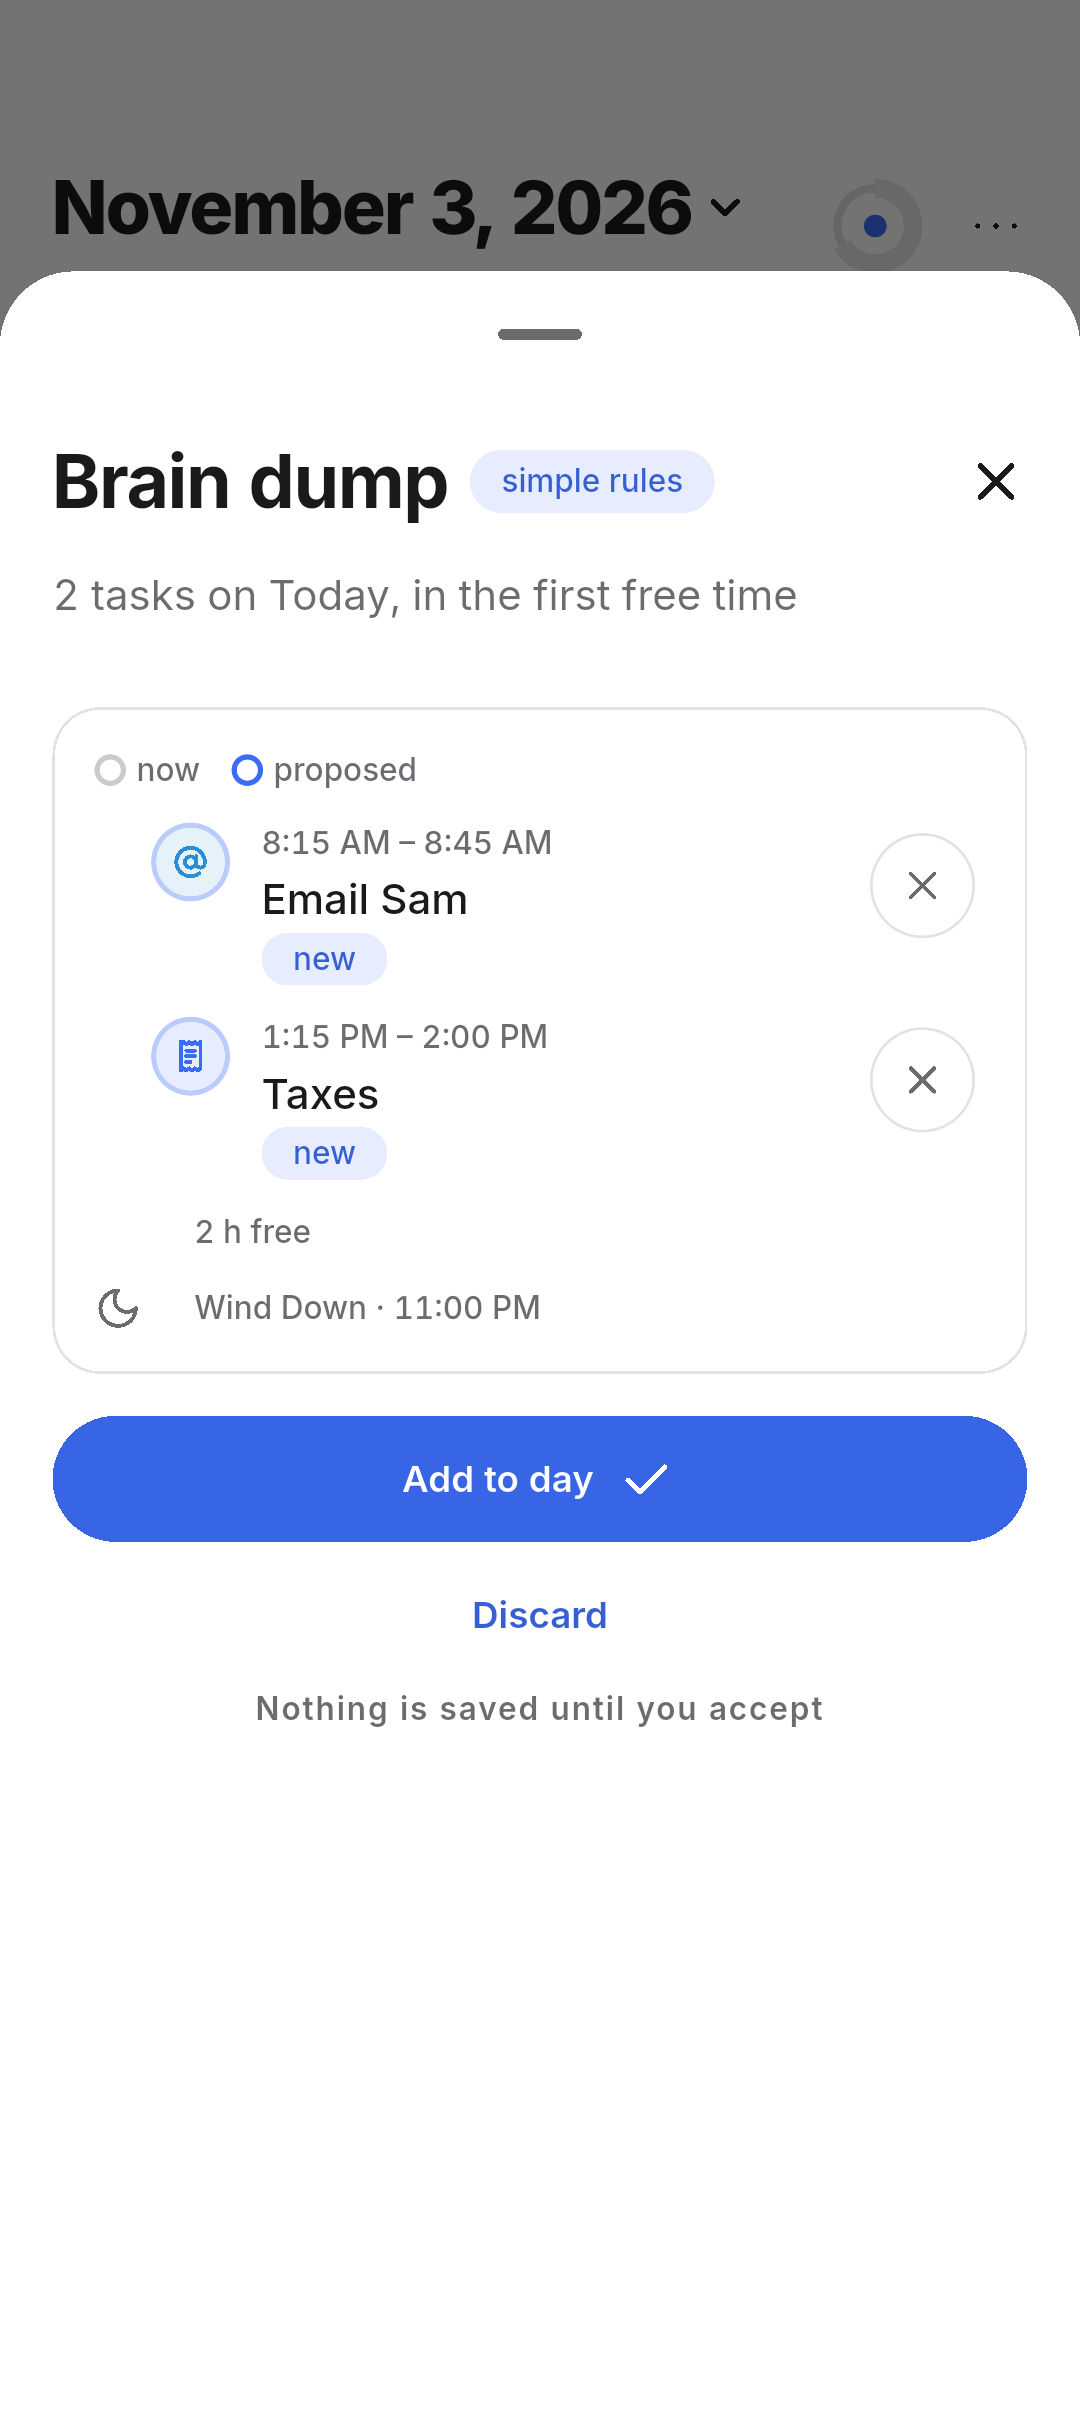 November 3, 2026
Brain dump simple rules
2 tasks on Today, in the first free time
now proposed
8:15 AM – 8:45 AM
Email Sam
new
1:15 PM – 2:00 PM
Taxes
new
2 h free
Wind Down · 11:00 PM
Add to day
Discard
Nothing is saved until you accept